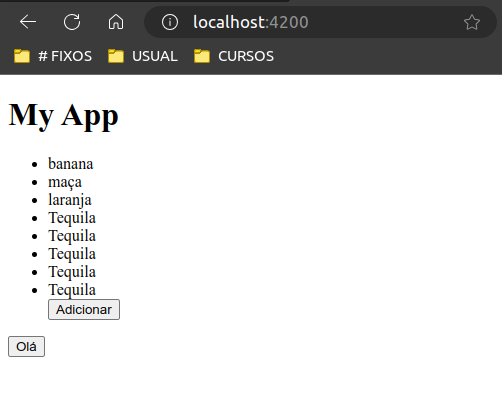 localhost:4200
# FIXOS USUAL CURSOS
My App
banana
maça
laranja
Tequila
Tequila
Tequila
Tequila
Tequila
Adicionar
Olá